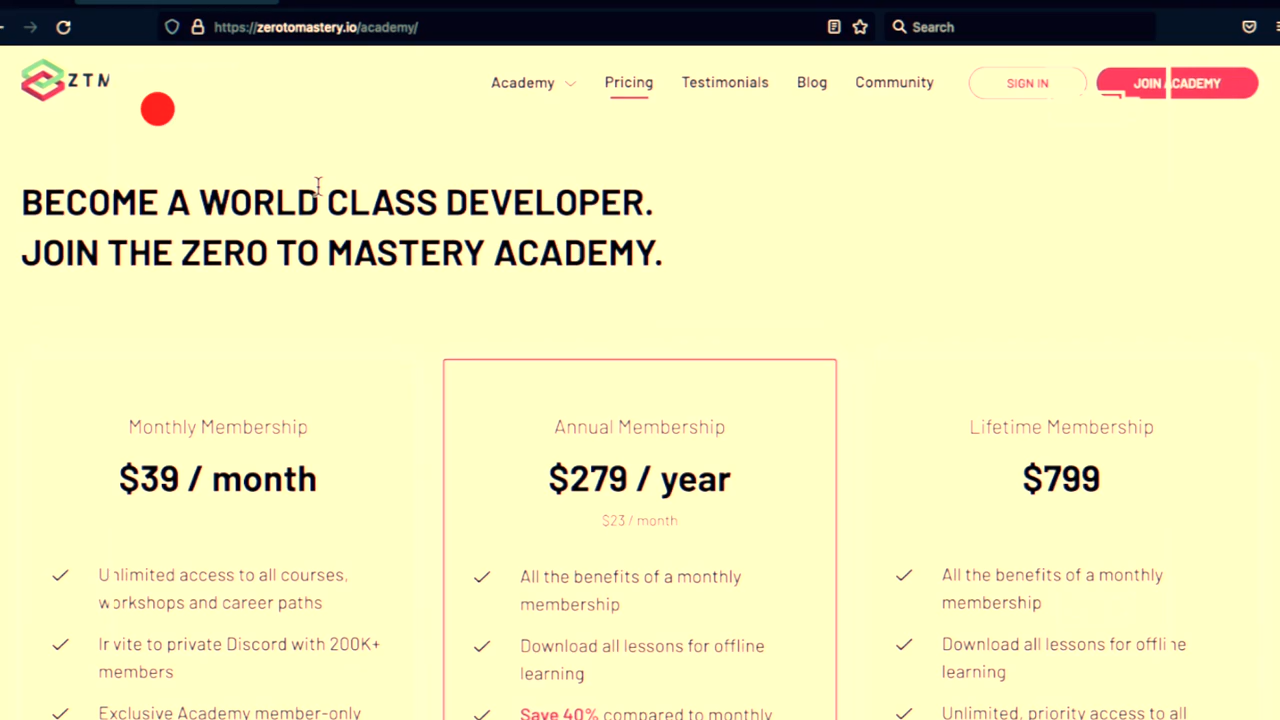 https://zerotomastery.io/academy/
Search
ZTM
Academy
Pricing
Testimonials
Blog
Community
SIGN IN
JOIN ACADEMY
BECOME A WORLD CLASS DEVELOPER.
JOIN THE ZERO TO MASTERY ACADEMY.
Monthly Membership
$39 / month
Unlimited access to all courses,
workshops and career paths
Invite to private Discord with 200K+
members
Exclusive Academy member-only
Annual Membership
$279 / year
$23 / month
All the benefits of a monthly
membership
Download all lessons for offline
learning
Save 40% compared to monthly
Lifetime Membership
$799
All the benefits of a monthly
membership
Download all lessons for offline
learning
Unlimited, priority access to all